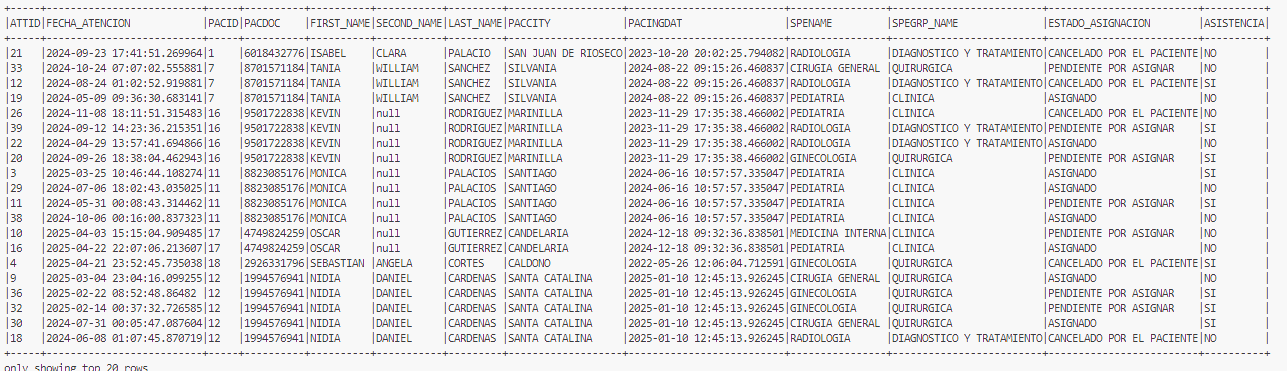 +-----+--------------------------+-----+----------+----------+-----------+---------+-------------------+--------------------------+----------------+-------------------------+-------------------------+----------+
|ATTID|FECHA_ATENCION            |PACID|PACDOC    |FIRST_NAME|SECOND_NAME|LAST_NAME|PACCITY            |PACINGDAT                 |SPENAME         |SPEGRP_NAME              |ESTADO_ASIGNACION        |ASISTENCIA|
+-----+--------------------------+-----+----------+----------+-----------+---------+-------------------+--------------------------+----------------+-------------------------+-------------------------+----------+
|21   |2024-09-23 17:41:51.269964|1    |6018432776|ISABEL    |CLARA      |PALACIO  |SAN JUAN DE RIOSECO|2023-10-20 20:02:25.794082|RADIOLOGIA      |DIAGNOSTICO Y TRATAMIENTO|CANCELADO POR EL PACIENTE|NO        |
|33   |2024-10-24 07:07:02.555881|7    |8701571184|TANIA     |WILLIAM    |SANCHEZ  |SILVANIA           |2024-08-22 09:15:26.460837|CIRUGIA GENERAL |QUIRURGICA               |PENDIENTE POR ASIGNAR    |NO        |
|12   |2024-08-24 01:02:52.919881|7    |8701571184|TANIA     |WILLIAM    |SANCHEZ  |SILVANIA           |2024-08-22 09:15:26.460837|RADIOLOGIA      |DIAGNOSTICO Y TRATAMIENTO|CANCELADO POR EL PACIENTE|SI        |
|19   |2024-05-09 09:36:30.683141|7    |8701571184|TANIA     |WILLIAM    |SANCHEZ  |SILVANIA           |2024-08-22 09:15:26.460837|PEDIATRIA       |CLINICA                  |ASIGNADO                 |NO        |
|26   |2024-11-08 18:11:51.315483|16   |9501722838|KEVIN     |null       |RODRIGUEZ|MARINILLA          |2023-11-29 17:35:38.466002|PEDIATRIA       |CLINICA                  |CANCELADO POR EL PACIENTE|NO        |
|39   |2024-09-12 14:23:36.215351|16   |9501722838|KEVIN     |null       |RODRIGUEZ|MARINILLA          |2023-11-29 17:35:38.466002|RADIOLOGIA      |DIAGNOSTICO Y TRATAMIENTO|PENDIENTE POR ASIGNAR    |SI        |
|22   |2024-04-29 13:57:41.694866|16   |9501722838|KEVIN     |null       |RODRIGUEZ|MARINILLA          |2023-11-29 17:35:38.466002|RADIOLOGIA      |DIAGNOSTICO Y TRATAMIENTO|ASIGNADO                 |NO        |
|20   |2024-09-26 18:38:04.462943|16   |9501722838|KEVIN     |null       |RODRIGUEZ|MARINILLA          |2023-11-29 17:35:38.466002|GINECOLOGIA     |QUIRURGICA               |PENDIENTE POR ASIGNAR    |SI        |
|3    |2025-03-25 10:46:44.108274|11   |8823085176|MONICA    |null       |PALACIOS |SANTIAGO           |2024-06-16 10:57:57.335047|PEDIATRIA       |CLINICA                  |ASIGNADO                 |SI        |
|29   |2024-07-06 18:02:43.035025|11   |8823085176|MONICA    |null       |PALACIOS |SANTIAGO           |2024-06-16 10:57:57.335047|PEDIATRIA       |CLINICA                  |ASIGNADO                 |NO        |
|11   |2024-05-31 00:08:43.314462|11   |8823085176|MONICA    |null       |PALACIOS |SANTIAGO           |2024-06-16 10:57:57.335047|PEDIATRIA       |CLINICA                  |PENDIENTE POR ASIGNAR    |SI        |
|38   |2024-10-06 00:16:00.837323|11   |8823085176|MONICA    |null       |PALACIOS |SANTIAGO           |2024-06-16 10:57:57.335047|PEDIATRIA       |CLINICA                  |ASIGNADO                 |NO        |
|10   |2025-04-03 15:15:04.909485|17   |4749824259|OSCAR     |null       |GUTIERREZ|CANDELARIA         |2024-12-18 09:32:36.838501|MEDICINA INTERNA|CLINICA                  |PENDIENTE POR ASIGNAR    |NO        |
|16   |2025-04-22 22:07:06.213607|17   |4749824259|OSCAR     |null       |GUTIERREZ|CANDELARIA         |2024-12-18 09:32:36.838501|PEDIATRIA       |CLINICA                  |ASIGNADO                 |NO        |
|4    |2025-04-21 23:52:45.735038|18   |2926331796|SEBASTIAN |ANGELA     |CORTES   |CALDONO            |2022-05-26 12:06:04.712591|GINECOLOGIA     |QUIRURGICA               |CANCELADO POR EL PACIENTE|SI        |
|9    |2025-03-04 23:04:16.099255|12   |1994576941|NIDIA     |DANIEL     |CARDENAS |SANTA CATALINA     |2025-01-10 12:45:13.926245|CIRUGIA GENERAL |QUIRURGICA               |ASIGNADO                 |NO        |
|36   |2025-02-22 08:52:48.86482 |12   |1994576941|NIDIA     |DANIEL     |CARDENAS |SANTA CATALINA     |2025-01-10 12:45:13.926245|GINECOLOGIA     |QUIRURGICA               |PENDIENTE POR ASIGNAR    |SI        |
|32   |2025-02-14 00:37:32.726585|12   |1994576941|NIDIA     |DANIEL     |CARDENAS |SANTA CATALINA     |2025-01-10 12:45:13.926245|GINECOLOGIA     |QUIRURGICA               |PENDIENTE POR ASIGNAR    |SI        |
|30   |2024-07-31 00:05:47.087604|12   |1994576941|NIDIA     |DANIEL     |CARDENAS |SANTA CATALINA     |2025-01-10 12:45:13.926245|CIRUGIA GENERAL |QUIRURGICA               |ASIGNADO                 |SI        |
|18   |2024-06-08 01:07:45.870719|12   |1994576941|NIDIA     |DANIEL     |CARDENAS |SANTA CATALINA     |2025-01-10 12:45:13.926245|RADIOLOGIA      |DIAGNOSTICO Y TRATAMIENTO|CANCELADO POR EL PACIENTE|NO        |
+-----+--------------------------+-----+----------+----------+-----------+---------+-------------------+--------------------------+----------------+-------------------------+-------------------------+----------+
only showing top 20 rows